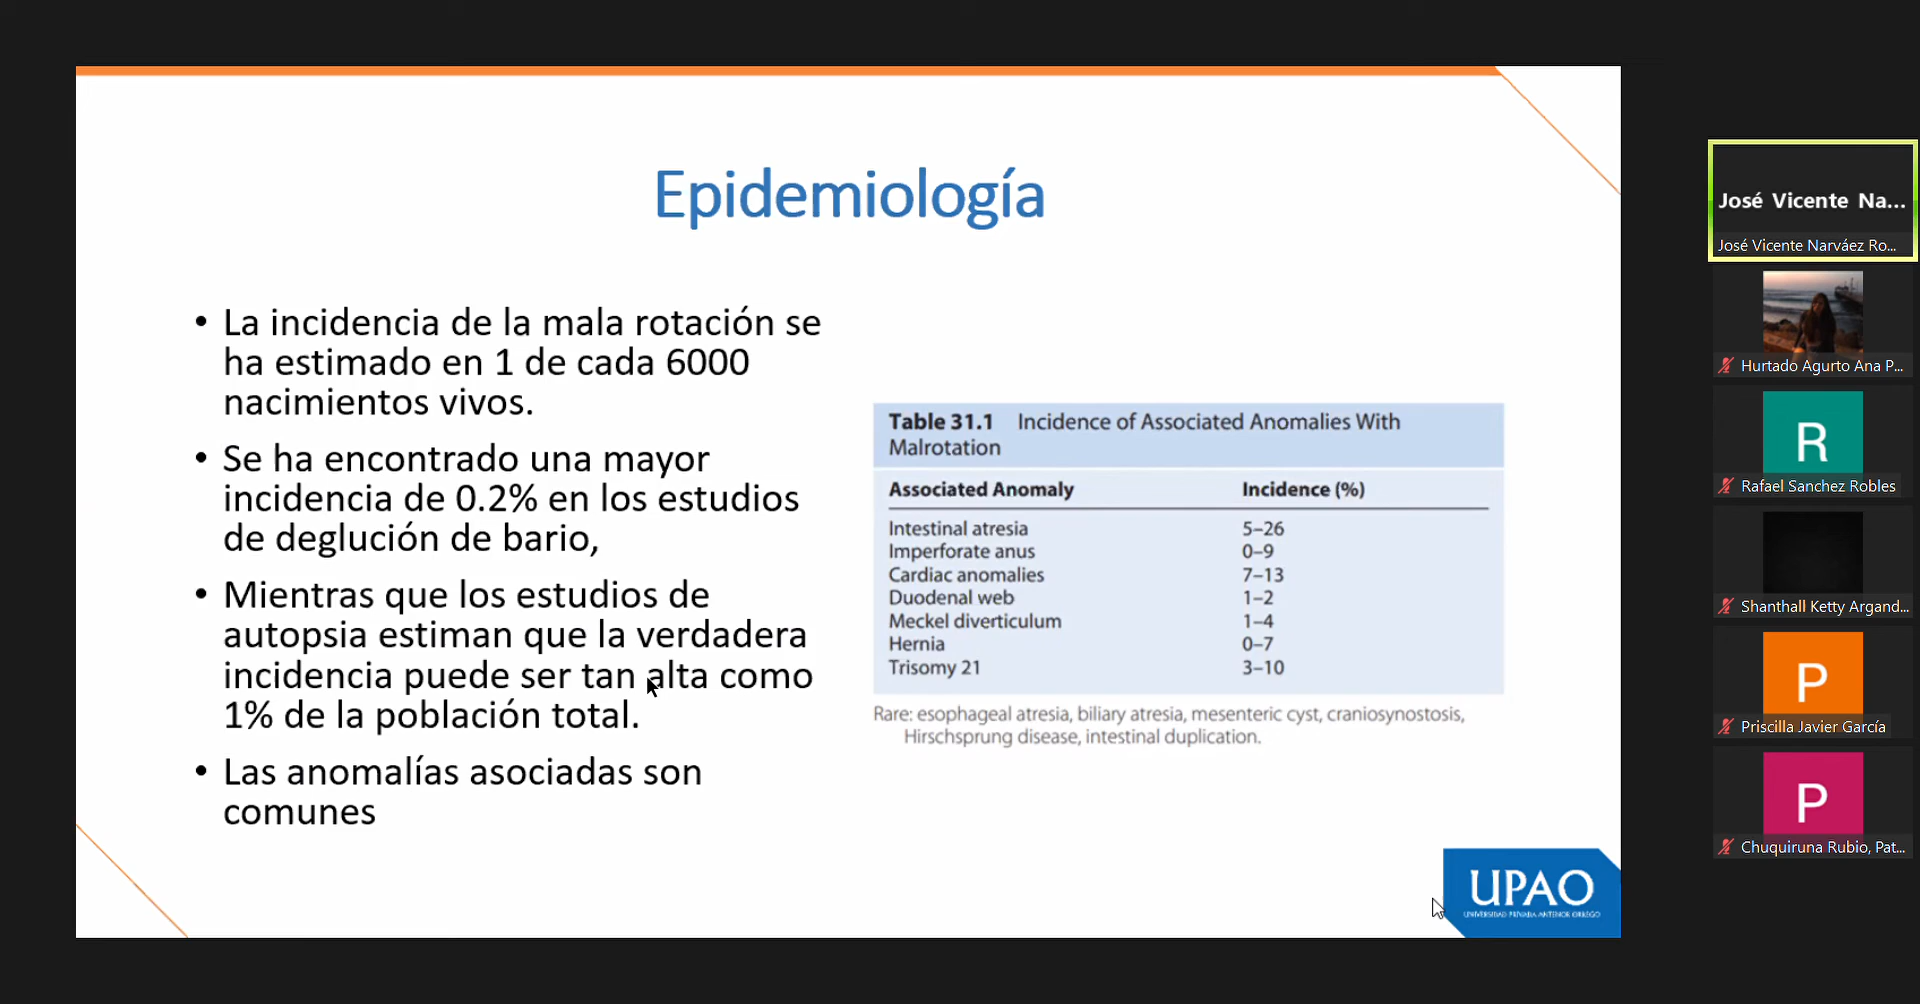 Epidemiología
• La incidencia de la mala rotación se
ha estimado en 1 de cada 6000
nacimientos vivos.
• Se ha encontrado una mayor
incidencia de 0.2% en los estudios
de deglución de bario,
• Mientras que los estudios de
autopsia estiman que la verdadera
incidencia puede ser tan alta como
1% de la población total.
• Las anomalías asociadas son
comunes
Table 31.1 Incidence of Associated Anomalies With
Malrotation
Associated Anomaly Incidence (%)
Intestinal atresia 5–26
Imperforate anus 0–9
Cardiac anomalies 7–13
Duodenal web 1–2
Meckel diverticulum 1–4
Hernia 0–7
Trisomy 21 3–10
Rare: esophageal atresia, biliary atresia, mesenteric cyst, craniosynostosis,
Hirschsprung disease, intestinal duplication.
UPAO
UNIVERSIDAD PRIVADA ANTENOR ORREGO
José Vicente Na...
José Vicente Narváez Ro...
Hurtado Agurto Ana P...
R
Rafael Sanchez Robles
Shanthall Ketty Argand...
P
Priscilla Javier García
P
Chuquiruna Rubio, Pat...